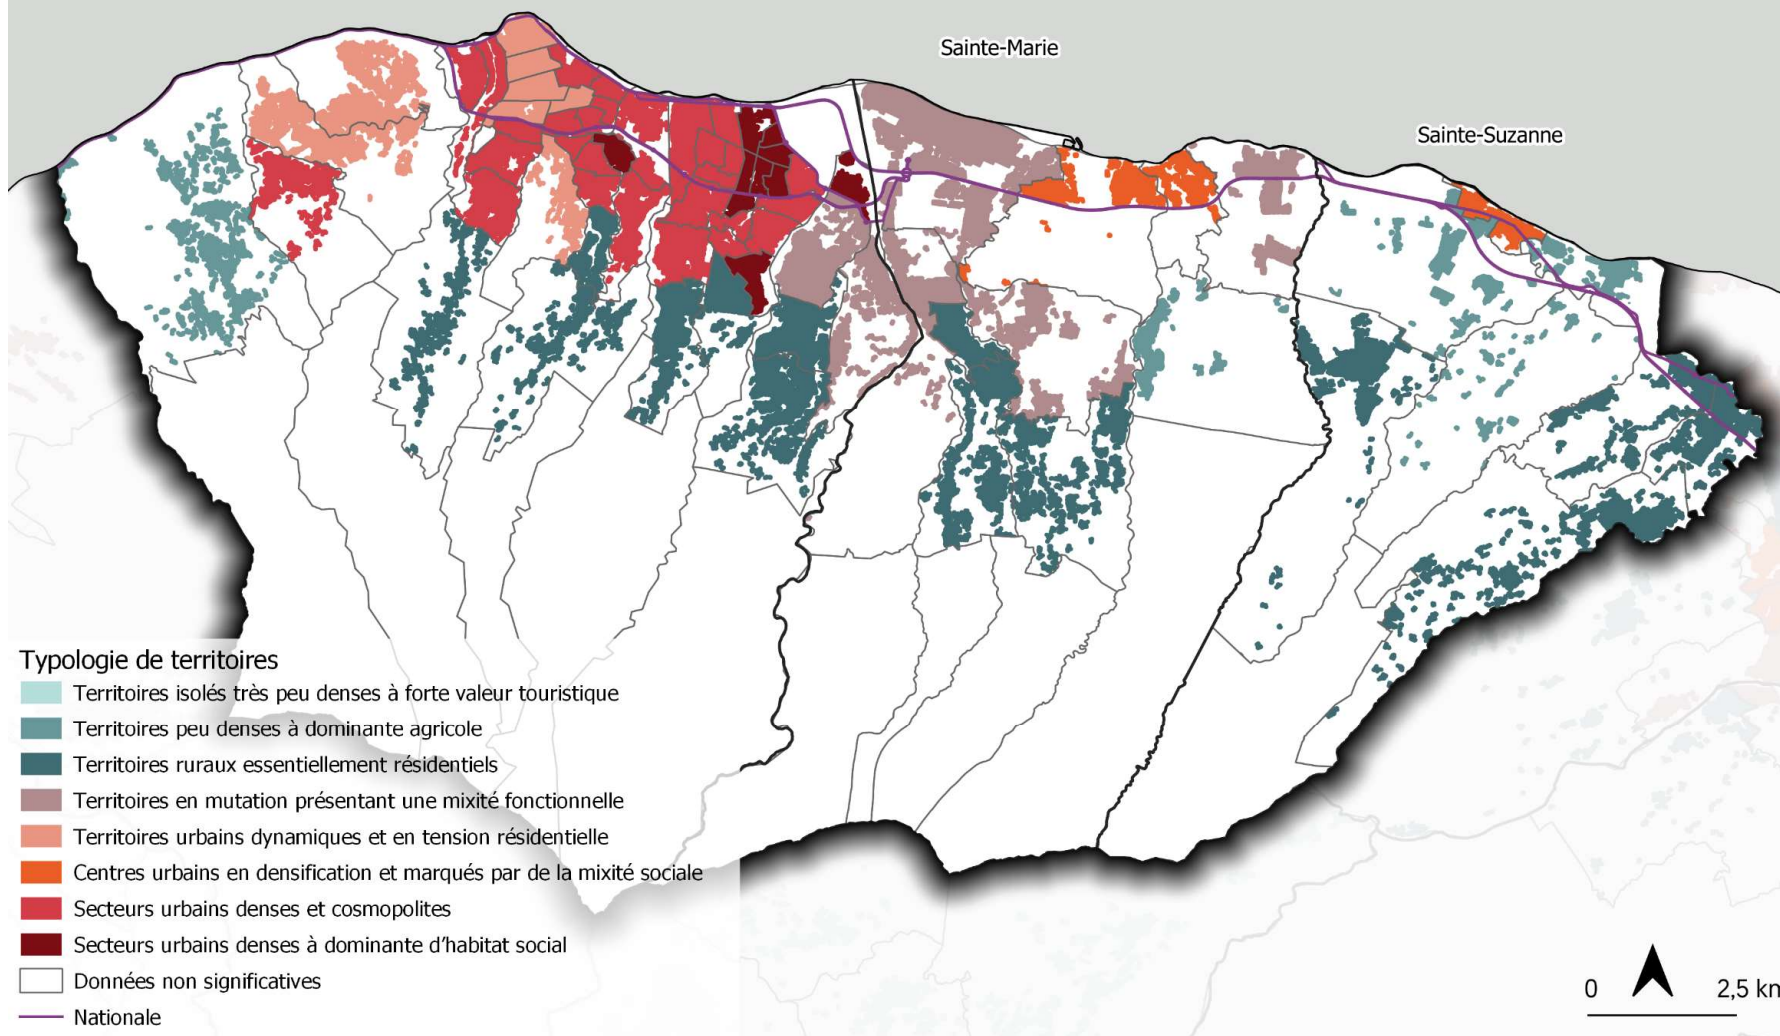 Sainte-Marie
Sainte-Suzanne
Typologie de territoires
Territoires isolés très peu denses à forte valeur touristique
Territoires peu denses à dominante agricole
Territoires ruraux essentiellement résidentiels
Territoires en mutation présentant une mixité fonctionnelle
Territoires urbains dynamiques et en tension résidentielle
Centres urbains en densification et marqués par de la mixité sociale
Secteurs urbains denses et cosmopolites
Secteurs urbains denses à dominante d'habitat social
Données non significatives
Nationale
0 2,5 km